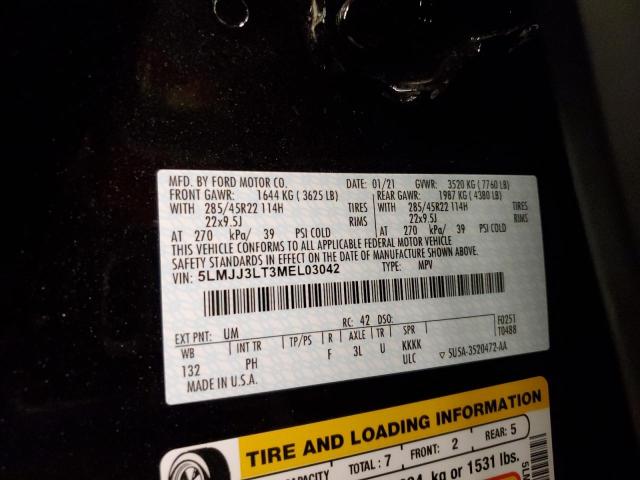 MFD. BY FORD MOTOR CO. DATE: 01/21 GVWR: 3520 KG ( 7760 LB)
FRONT GAWR: 1644 KG ( 3625 LB) REAR GAWR: 1987 KG ( 4380 LB)
WITH 285/45R22 114H TIRES WITH 285/45R22 114H TIRES
22x9.5J RIMS 22x9.5J RIMS
AT 270 kPa/ 39 PSI COLD AT 270 kPa/ 39 PSI COLD
THIS VEHICLE CONFORMS TO ALL APPLICABLE FEDERAL MOTOR VEHICLE
SAFETY STANDARDS IN EFFECT ON THE DATE OF MANUFACTURE SHOWN ABOVE.
VIN: 5LMJJ3LT3MEL03042 TYPE: MPV
EXT PNT: UM RC: 42 DSO: F0251
WB INT TR TP/PS R AXLE TR SPR T0488
132 PH F 3L U KKKK
ULC 5U5A-3520472-AA
MADE IN U.S.A.
TIRE AND LOADING INFORMATION
CAPACITY TOTAL : 7 FRONT: 2 REAR: 5
kg or 1531 lbs.